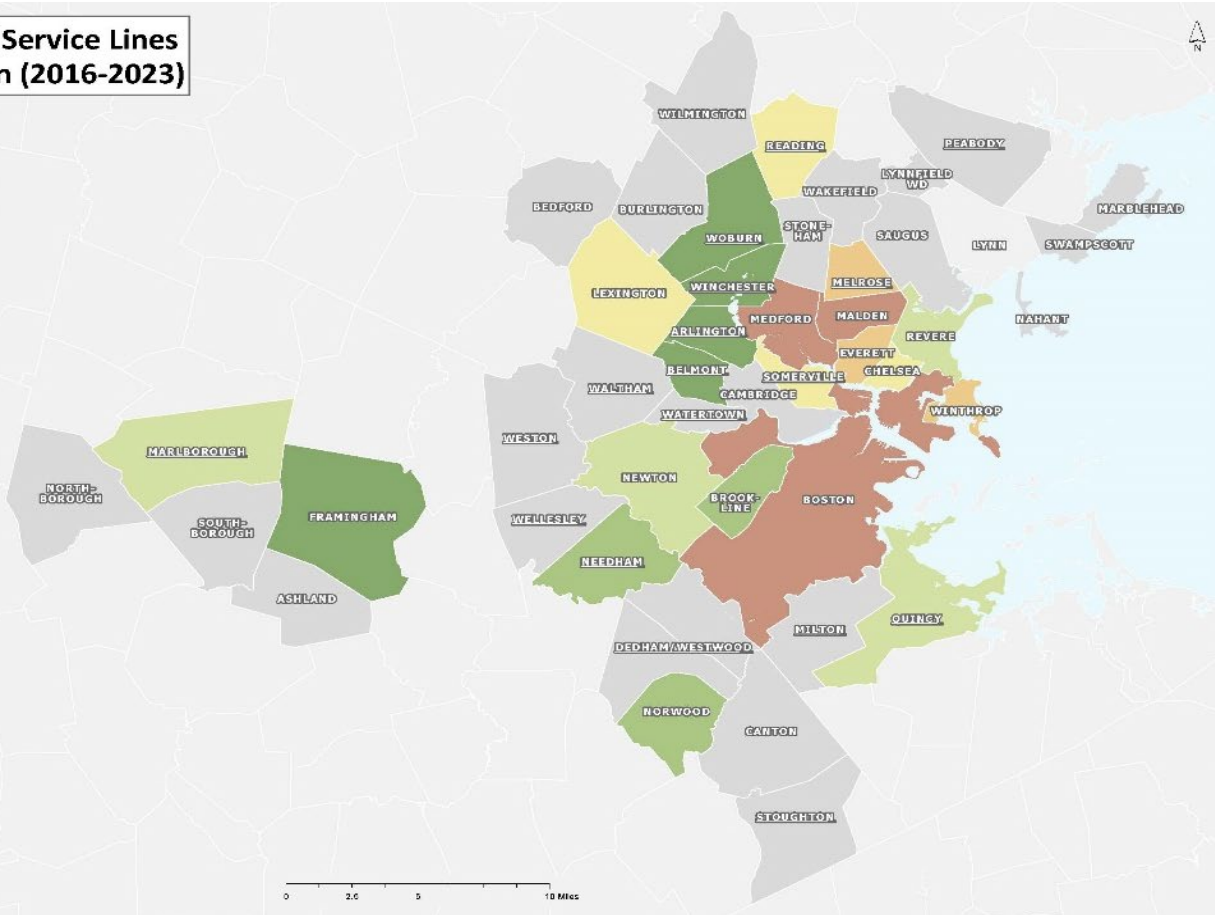 Service Lines
n (2016-2023)
N
WILMINGTON
READING
PEABODY
LYNNFIELD
WD
WAKEFIELD
BEDFORD
BURLINGTON
MARBLEHEAD
STONE-
HAM
WOBURN
SAUGUS
LYNN
SWAMPSCOTT
LEXINGTON
WINCHESTER
MELROSE
MEDFORD
MALDEN
NAHANT
ARLINGTON
REVERE
EVERETT
BELMONT
SOMERVILLE
CHELSEA
WALTHAM
CAMBRIDGE
WATERTOWN
WINTHROP
WESTON
MARLBOROUGH
NEWTON
NORTH-
BOROUGH
BROOK-
LINE
BOSTON
FRAMINGHAM
WELLESLEY
SOUTH-
BOROUGH
NEEDHAM
ASHLAND
QUINCY
MILTON
DEDHAM/WESTWOOD
NORWOOD
CANTON
STOUGHTON
0 2.5 5 10 Miles